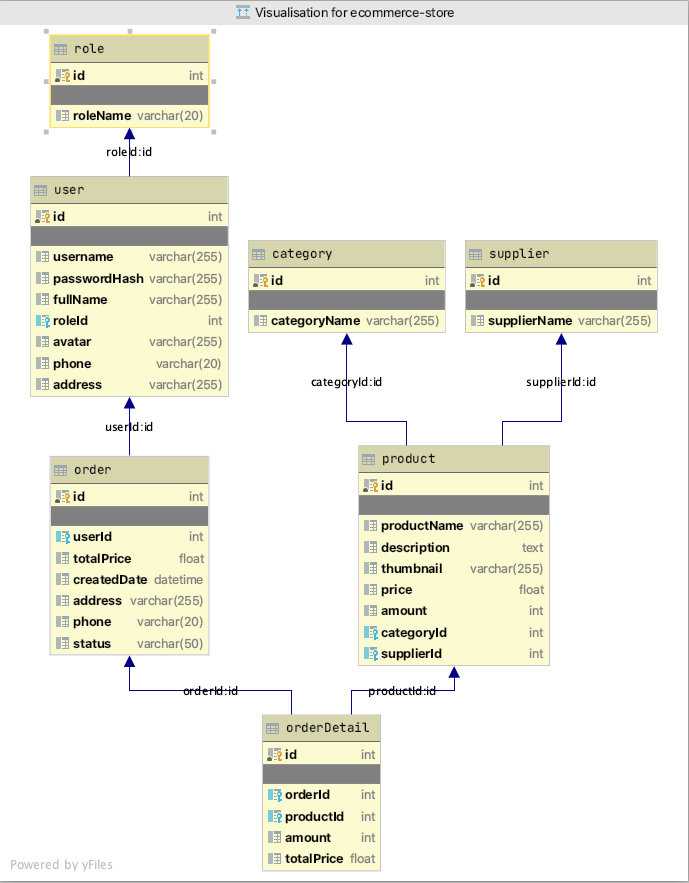 Visualisation for ecommerce-store
role
id int
roleName varchar(20)
roleId:id
user
id int
username varchar(255)
passwordHash varchar(255)
fullName varchar(255)
roleId int
avatar varchar(255)
phone varchar(20)
address varchar(255)
category
id int
categoryName varchar(255)
supplier
id int
supplierName varchar(255)
categoryId:id
supplierId:id
userId:id
order
id int
userId int
totalPrice float
createdDate datetime
address varchar(255)
phone varchar(20)
status varchar(50)
product
id int
productName varchar(255)
description text
thumbnail varchar(255)
price float
amount int
categoryId int
supplierId int
orderId:id
productId:id
orderDetail
id int
orderId int
productId int
amount int
totalPrice float
Powered by yFiles